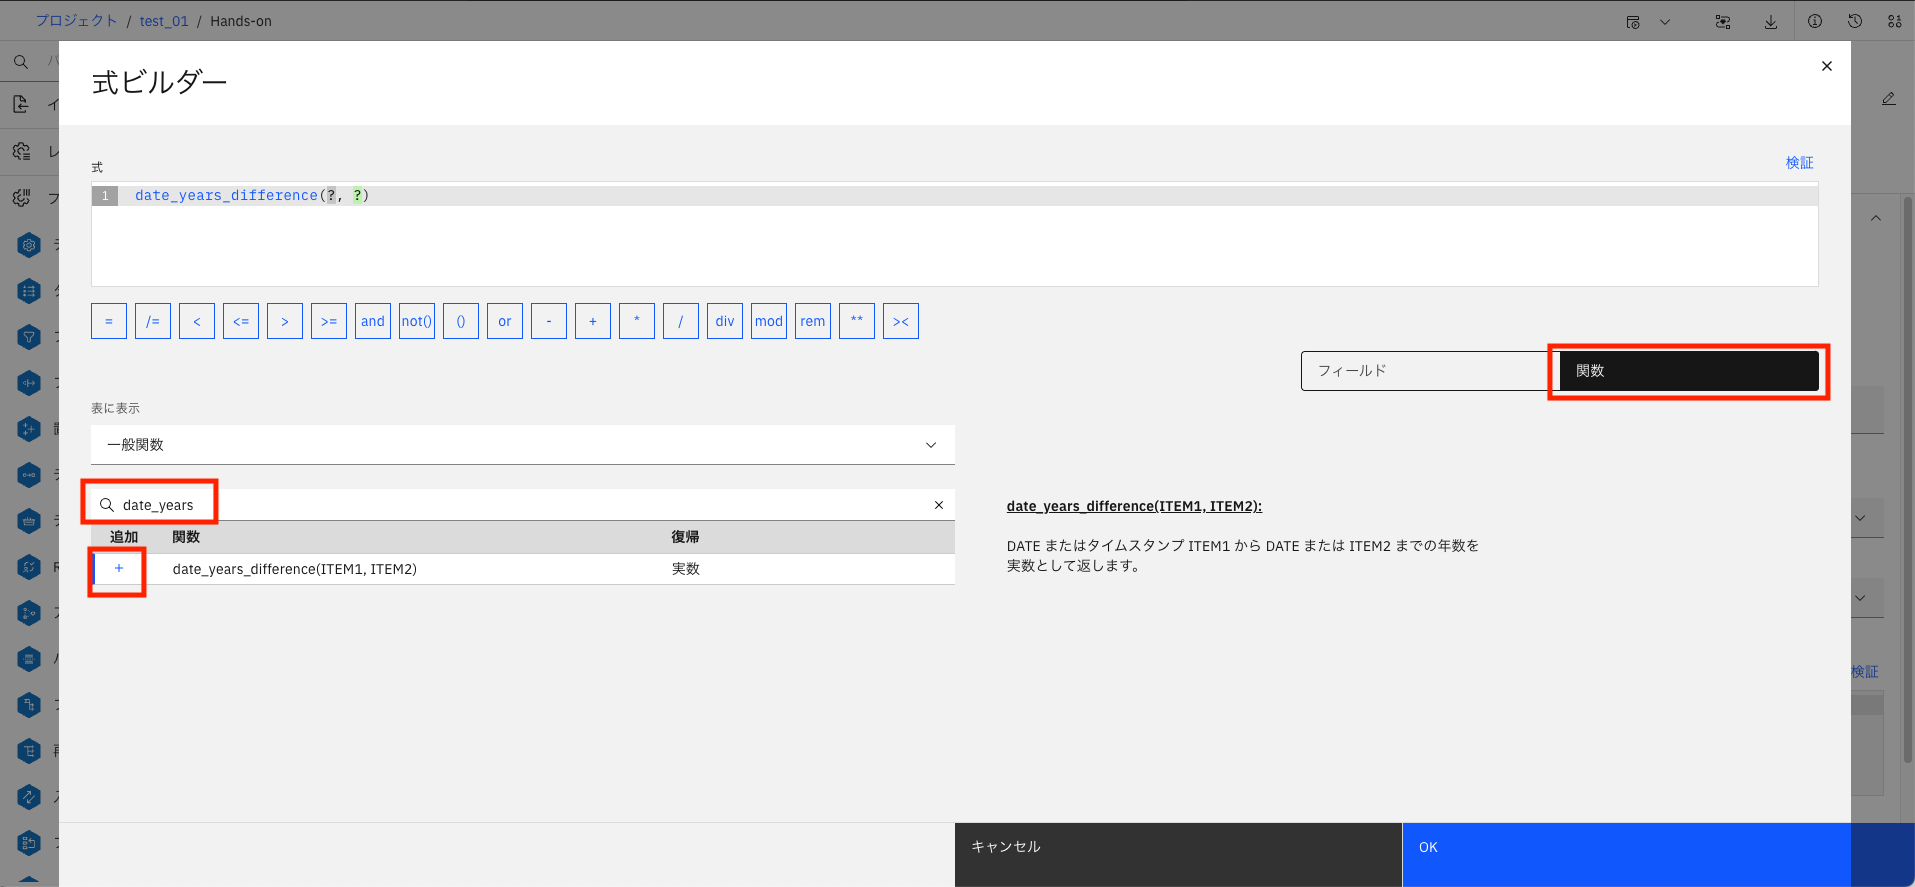 プロジェクト / test_01 / Hands-on
式ビルダー
式
検証
1 date_years_difference(?, ?)
= /= < <= > >= and not() () or - + * / div mod rem ** ><
フィールド 関数
表に表示
一般関数
date_years
追加 関数 復帰
+ date_years_difference(ITEM1, ITEM2) 実数
date_years_difference(ITEM1, ITEM2):
DATE またはタイムスタンプ ITEM1 から DATE または ITEM2 までの年数を
実数として返します。
検証
キャンセル OK